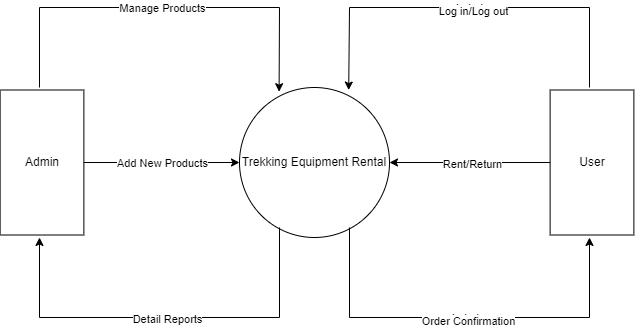 Manage Products
Log in/Log out
Admin
Add New Products
Trekking Equipment Rental
Rent/Return
User
Detail Reports
Order Confirmation